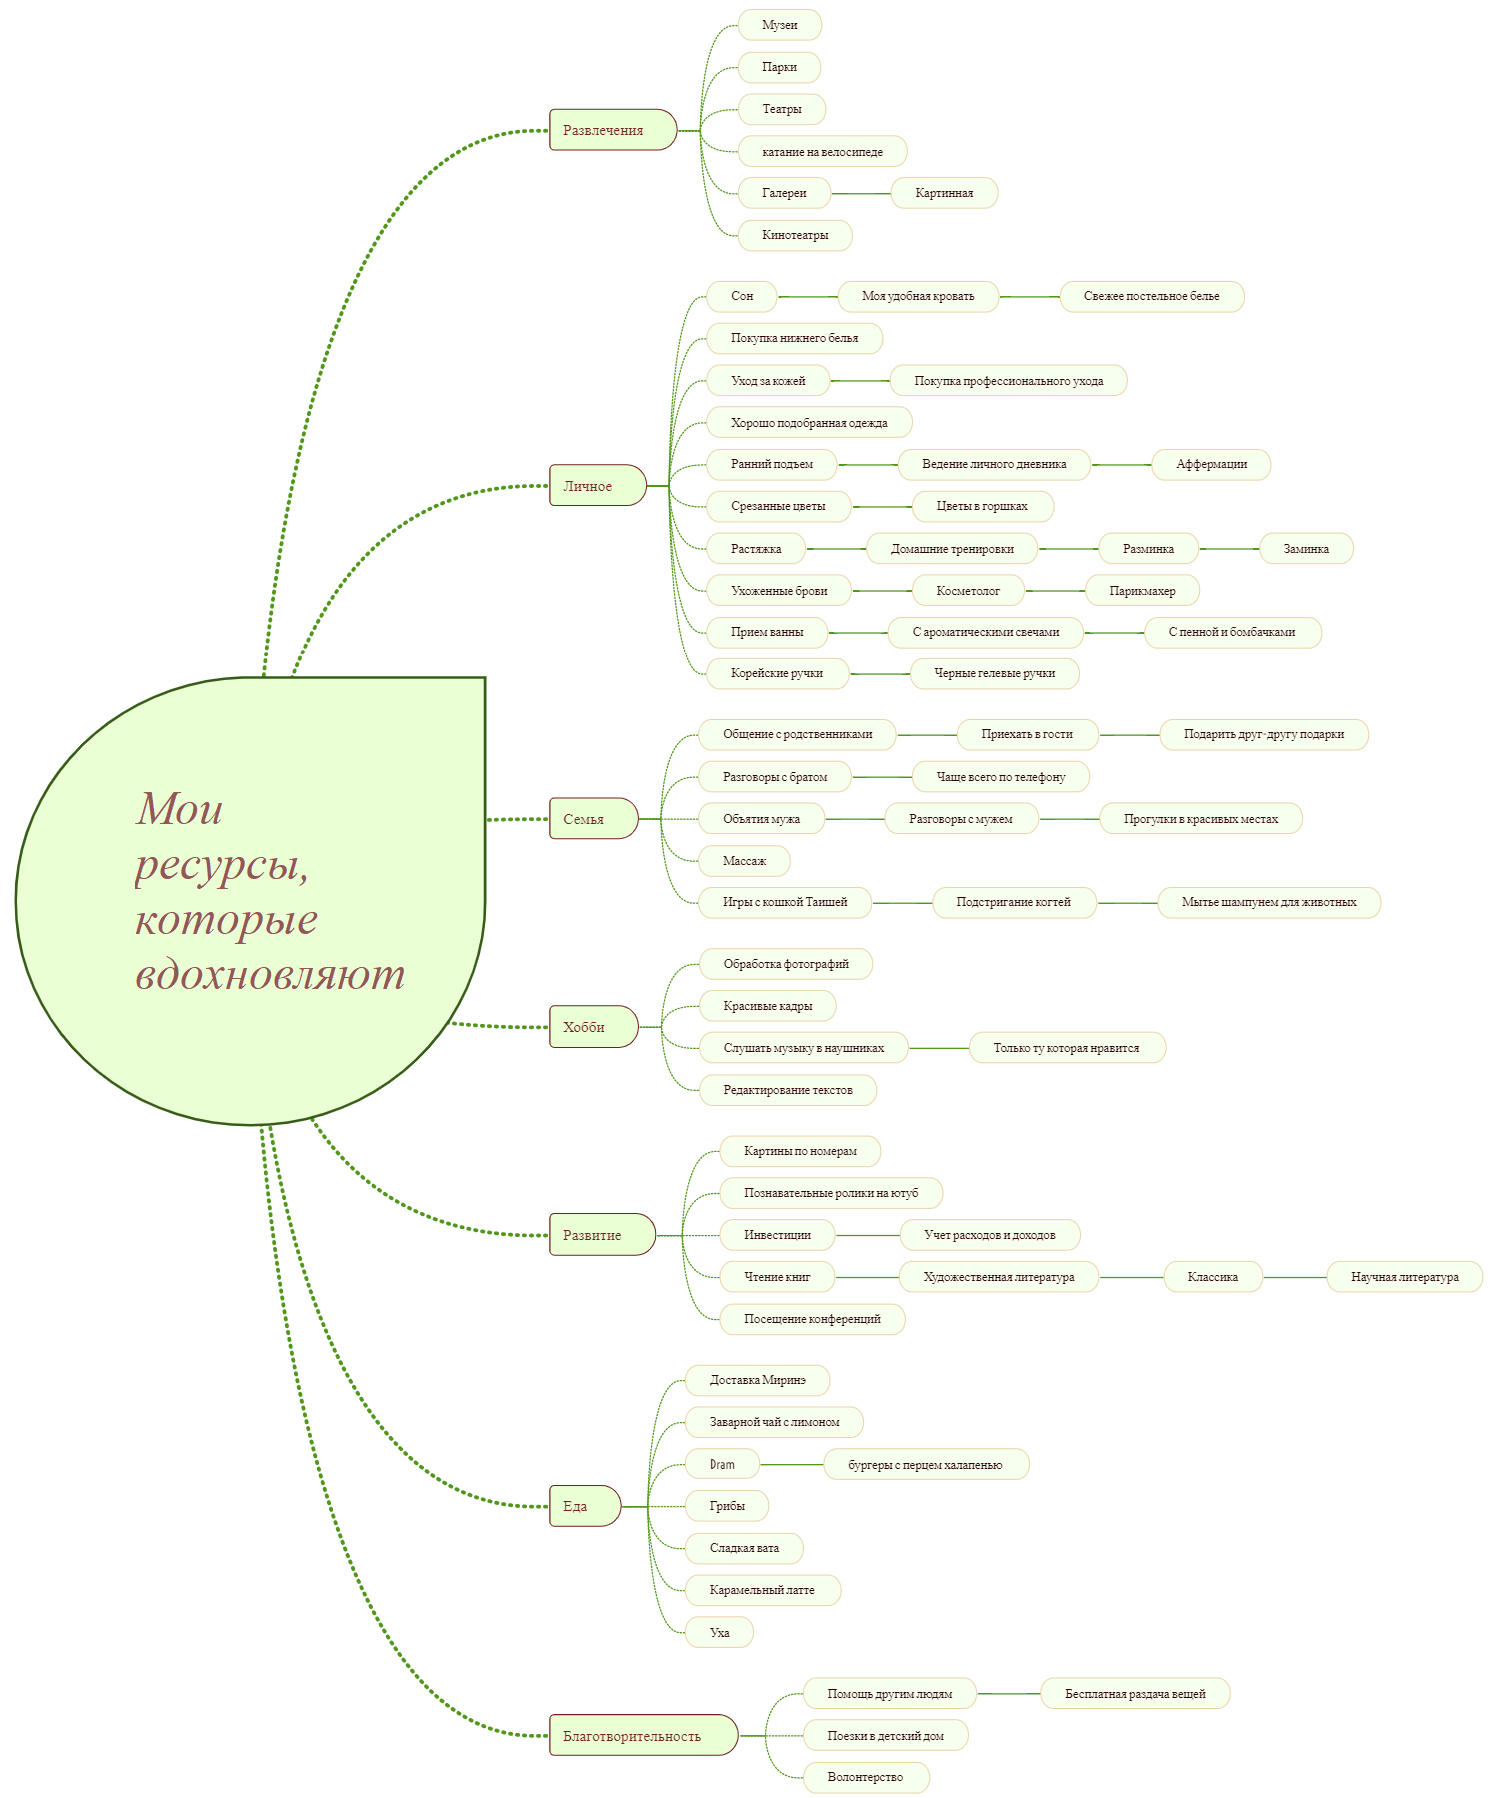 Мои
ресурсы,
которые
вдохновляют
Развлечения
Музеи
Парки
Театры
катание на велосипеде
Галереи
Картинная
Кинотеатры
Личное
Сон
Моя удобная кровать
Свежее постельное белье
Покупка нижнего белья
Уход за кожей
Покупка профессионального ухода
Хорошо подобранная одежда
Ранний подъем
Ведение личного дневника
Аффермации
Срезанные цветы
Цветы в горшках
Растяжка
Домашние тренировки
Разминка
Заминка
Ухоженные брови
Косметолог
Парикмахер
Прием ванны
С ароматическими свечами
С пенной и бомбачками
Корейские ручки
Черные гелевые ручки
Семья
Общение с родственниками
Приехать в гости
Подарить друг-другу подарки
Разговоры с братом
Чаще всего по телефону
Объятия мужа
Разговоры с мужем
Прогулки в красивых местах
Массаж
Игры с кошкой Таишей
Подстригание когтей
Мытье шампунем для животных
Хобби
Обработка фотографий
Красивые кадры
Слушать музыку в наушниках
Только ту которая нравится
Редактирование текстов
Развитие
Картины по номерам
Познавательные ролики на ютуб
Инвестиции
Учет расходов и доходов
Чтение книг
Художественная литература
Классика
Научная литература
Посещение конференций
Еда
Доставка Миринэ
Заварной чай с лимоном
Dram
бургеры с перцем халапенью
Грибы
Сладкая вата
Карамельный латте
Уха
Благотворительность
Помощь другим людям
Бесплатная раздача вещей
Поезки в детский дом
Волонтерство